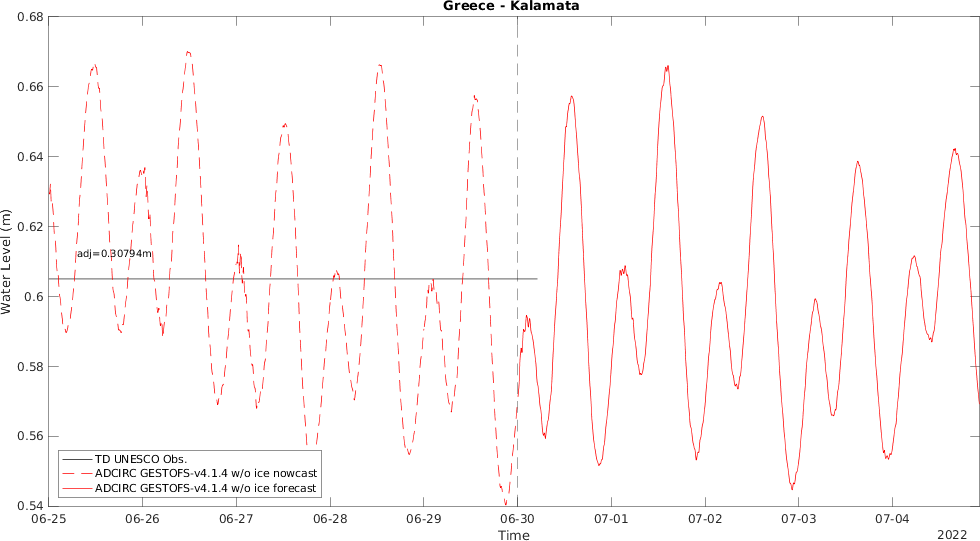 Greece - Kalamata
0.68
0.66
0.64
0.62
0.6
0.58
0.56
0.54
Water Level (m)
adj=0.30794m
TD UNESCO Obs.
ADCIRC GESTOFS-v4.1.4 w/o ice nowcast
ADCIRC GESTOFS-v4.1.4 w/o ice forecast
06-25 06-26 06-27 06-28 06-29 06-30 07-01 07-02 07-03 07-04
Time
2022